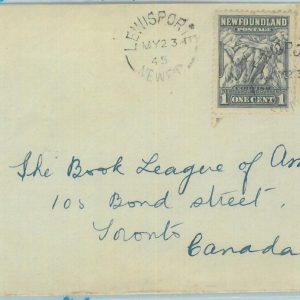 LEWISPORTE
MY 23
45
NEWF
NEWFOUNDLAND
POSTAGE
1 ONE CENT 1
The Book League of Am
105 Bond street,
Toronto
Canada